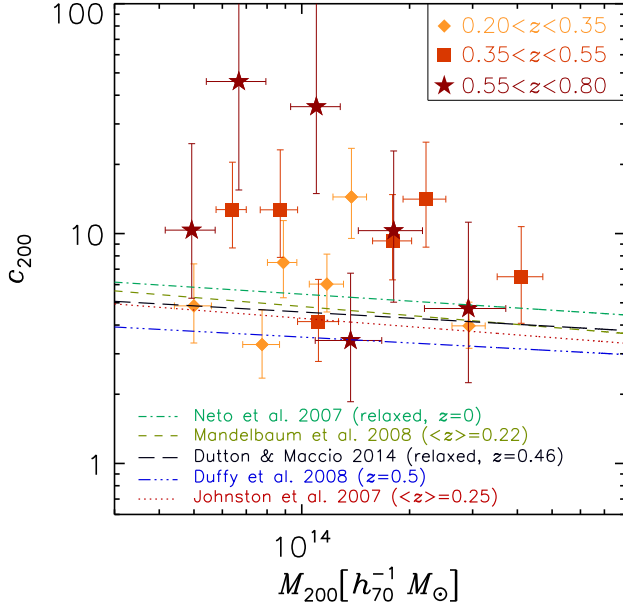 100
0.20<z<0.35
0.35<z<0.55
0.55<z<0.80
10
c₂₀₀
Neto et al. 2007 (relaxed, z=0)
Mandelbaum et al. 2008 (<z>=0.22)
Dutton & Maccio 2014 (relaxed, z=0.46)
1
Duffy et al. 2008 (z=0.5)
Johnston et al. 2007 (<z>=0.25)
10¹⁴
M₂₀₀[h₇₀⁻¹ M☉]